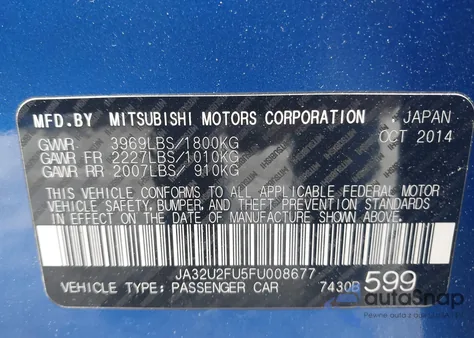 MFD.BY MITSUBISHI MOTORS CORPORATION JAPAN
GVWR 3969LBS/1800KG OCT 2014
GAWR FR 2227LBS/1010KG
GAWR RR 2007LBS/ 910KG
THIS VEHICLE CONFORMS TO ALL APPLICABLE FEDERAL MOTOR
VEHICLE SAFETY, BUMPER, AND THEFT PREVENTION STANDARDS
IN EFFECT ON THE DATE OF MANUFACTURE SHOWN ABOVE.
JA32U2FU5FU008677
VEHICLE TYPE: PASSENGER CAR 7430B599
autoSnap